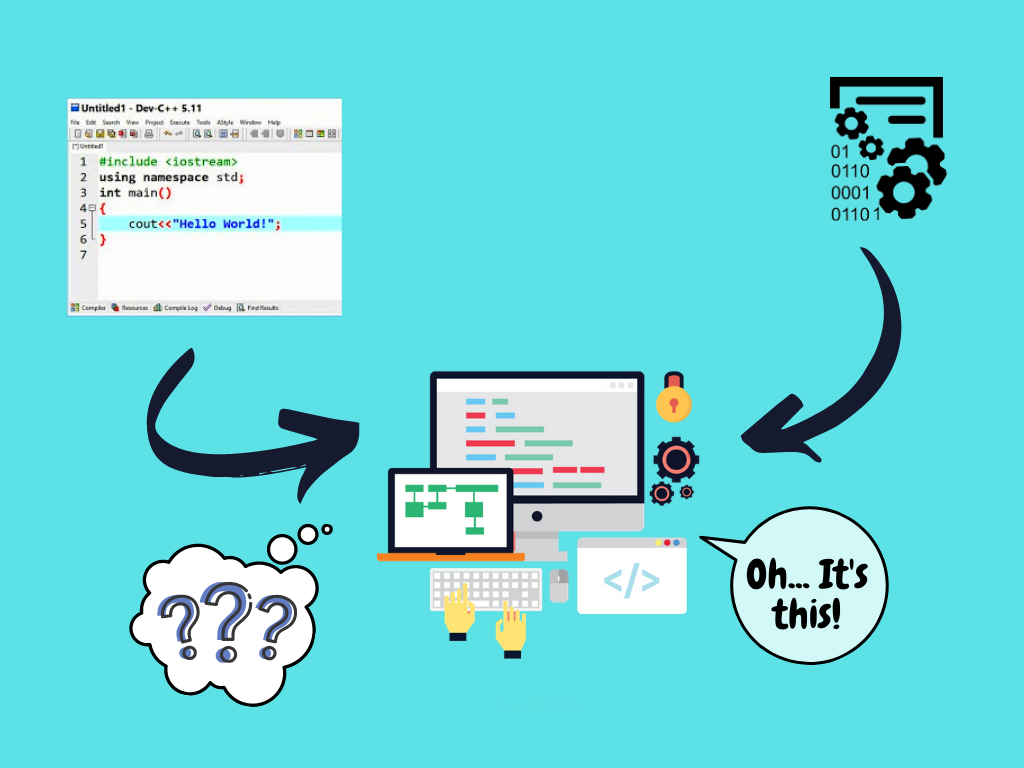 Untitled1 - Dev-C++ 5.11
File Edit Search View Project Execute Tools AStyle Window Help
[*] Untitled1
1 #include <iostream>
2 using namespace std;
3 int main()
4 {
5 cout<<"Hello World!";
6 }
7
Compiler Resources Compile Log Debug Find Results
01
0110
0001
0110 1
</>
???
Oh... It's
this!